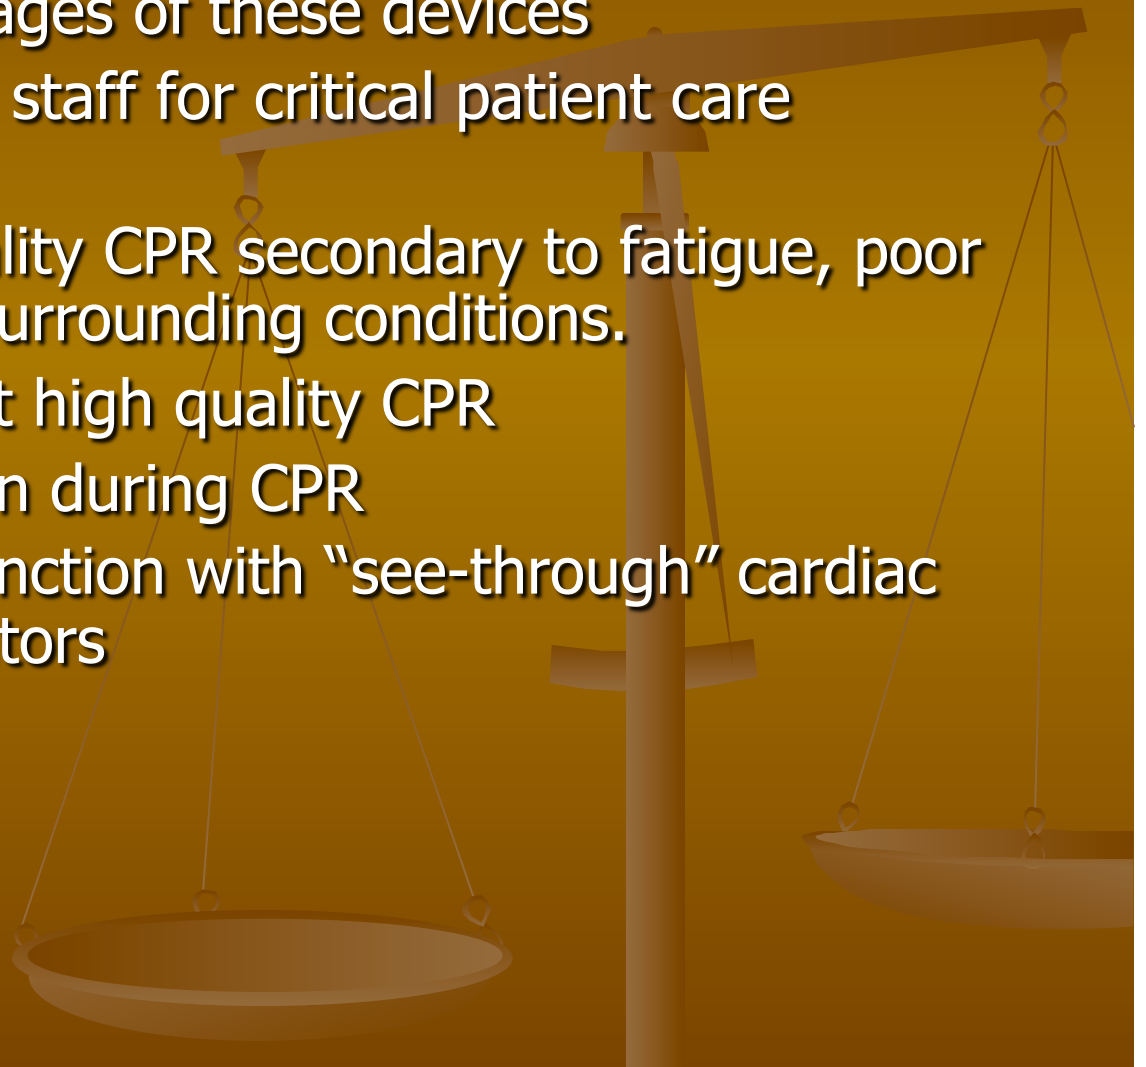 ages of these devices
staff for critical patient care
lity CPR secondary to fatigue, poor
urrounding conditions.
t high quality CPR
n during CPR
nction with “see-through” cardiac
tors